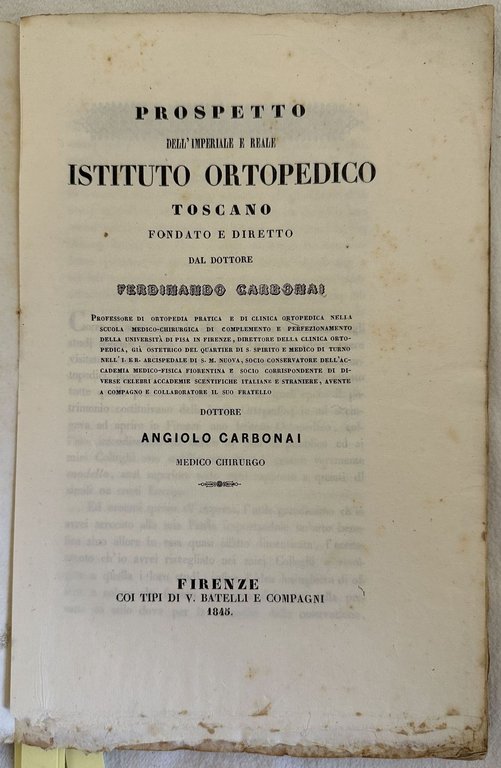 PROSPETTO
DELL'IMPERIALE E REALE
ISTITUTO ORTOPEDICO
TOSCANO
FONDATO E DIRETTO
DAL DOTTORE
FERDINANDO CARBONAI
PROFESSORE DI ORTOPEDIA PRATICA E DI CLINICA ORTOPEDICA NELLA
SCUOLA MEDICO-CHIRURGICA DI COMPLEMENTO E PERFEZIONAMENTO
DELLA UNIVERSITÀ DI PISA IN FIRENZE, DIRETTORE DELLA CLINICA ORTO-
PEDICA, GIÀ OSTETRICO DEL QUARTIER DI S. SPIRITO E MEDICO DI TURNO
NELL' I. E R. ARCISPEDALE DI S. M. NUOVA, SOCIO CONSERVATORE DELL'AC-
CADEMIA MEDICO-FISICA FIORENTINA E SOCIO CORRISPONDENTE DI DI-
VERSE CELEBRI ACCADEMIE SCENTIFICHE ITALIANE E STRANIERE, AVENTE
A COMPAGNO E COLLABORATORE IL SUO FRATELLO
DOTTORE
ANGIOLO CARBONAI
MEDICO CHIRURGO
FIRENZE
COI TIPI DI V. BATELLI E COMPAGNI
1845.